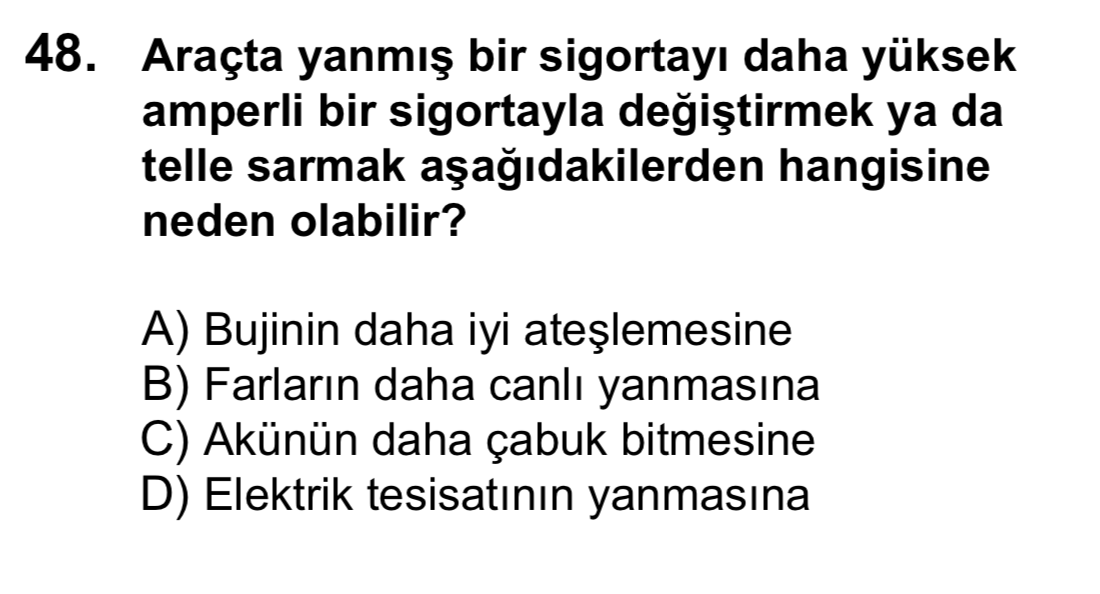 48. Araçta yanmış bir sigortayı daha yüksek
amperli bir sigortayla değiştirmek ya da
telle sarmak aşağıdakilerden hangisine
neden olabilir?
A) Bujinin daha iyi ateşlemesine
B) Farların daha canlı yanmasına
C) Akünün daha çabuk bitmesine
D) Elektrik tesisatının yanmasına